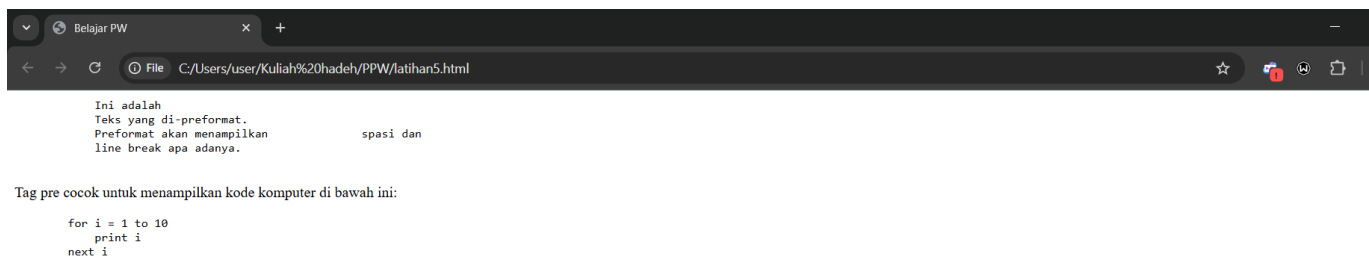 Belajar PW
File C:/Users/user/Kuliah%20hadeh/PPW/latihan5.html
Ini adalah
Teks yang di-preformat.
Preformat akan menampilkan spasi dan
line break apa adanya.
Tag pre cocok untuk menampilkan kode komputer di bawah ini:
for i = 1 to 10
print i
next i